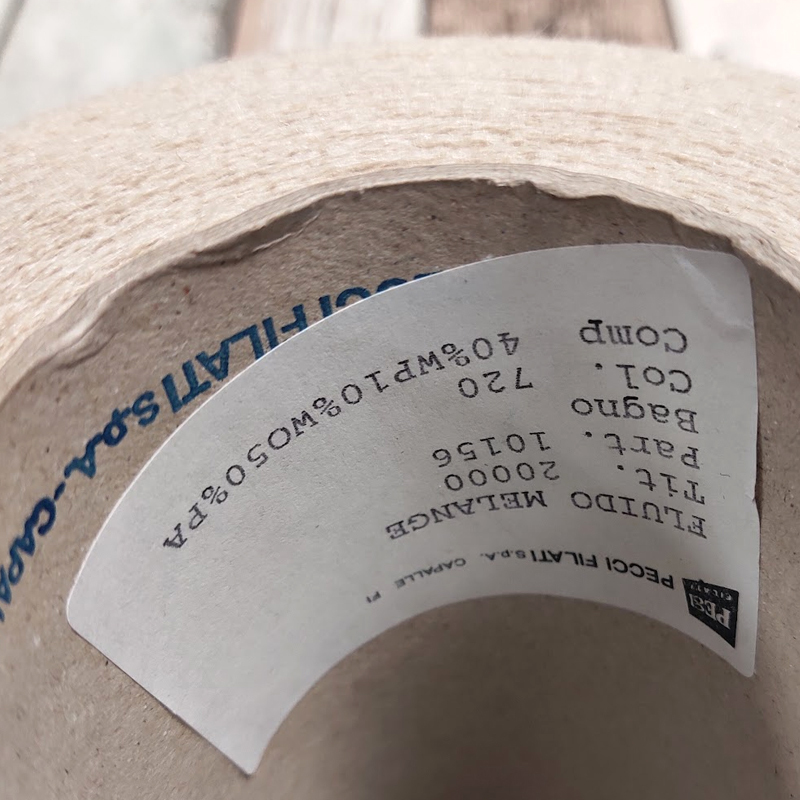 PECCI FILATI s.p.A. CAPALLE FI
FLUIDO MELANGE
Tit. 20000
Part. 10156
Bagno
Col. 720
Comp 40%WP10%WO50%PA
FILATI s.p.A - CAPA